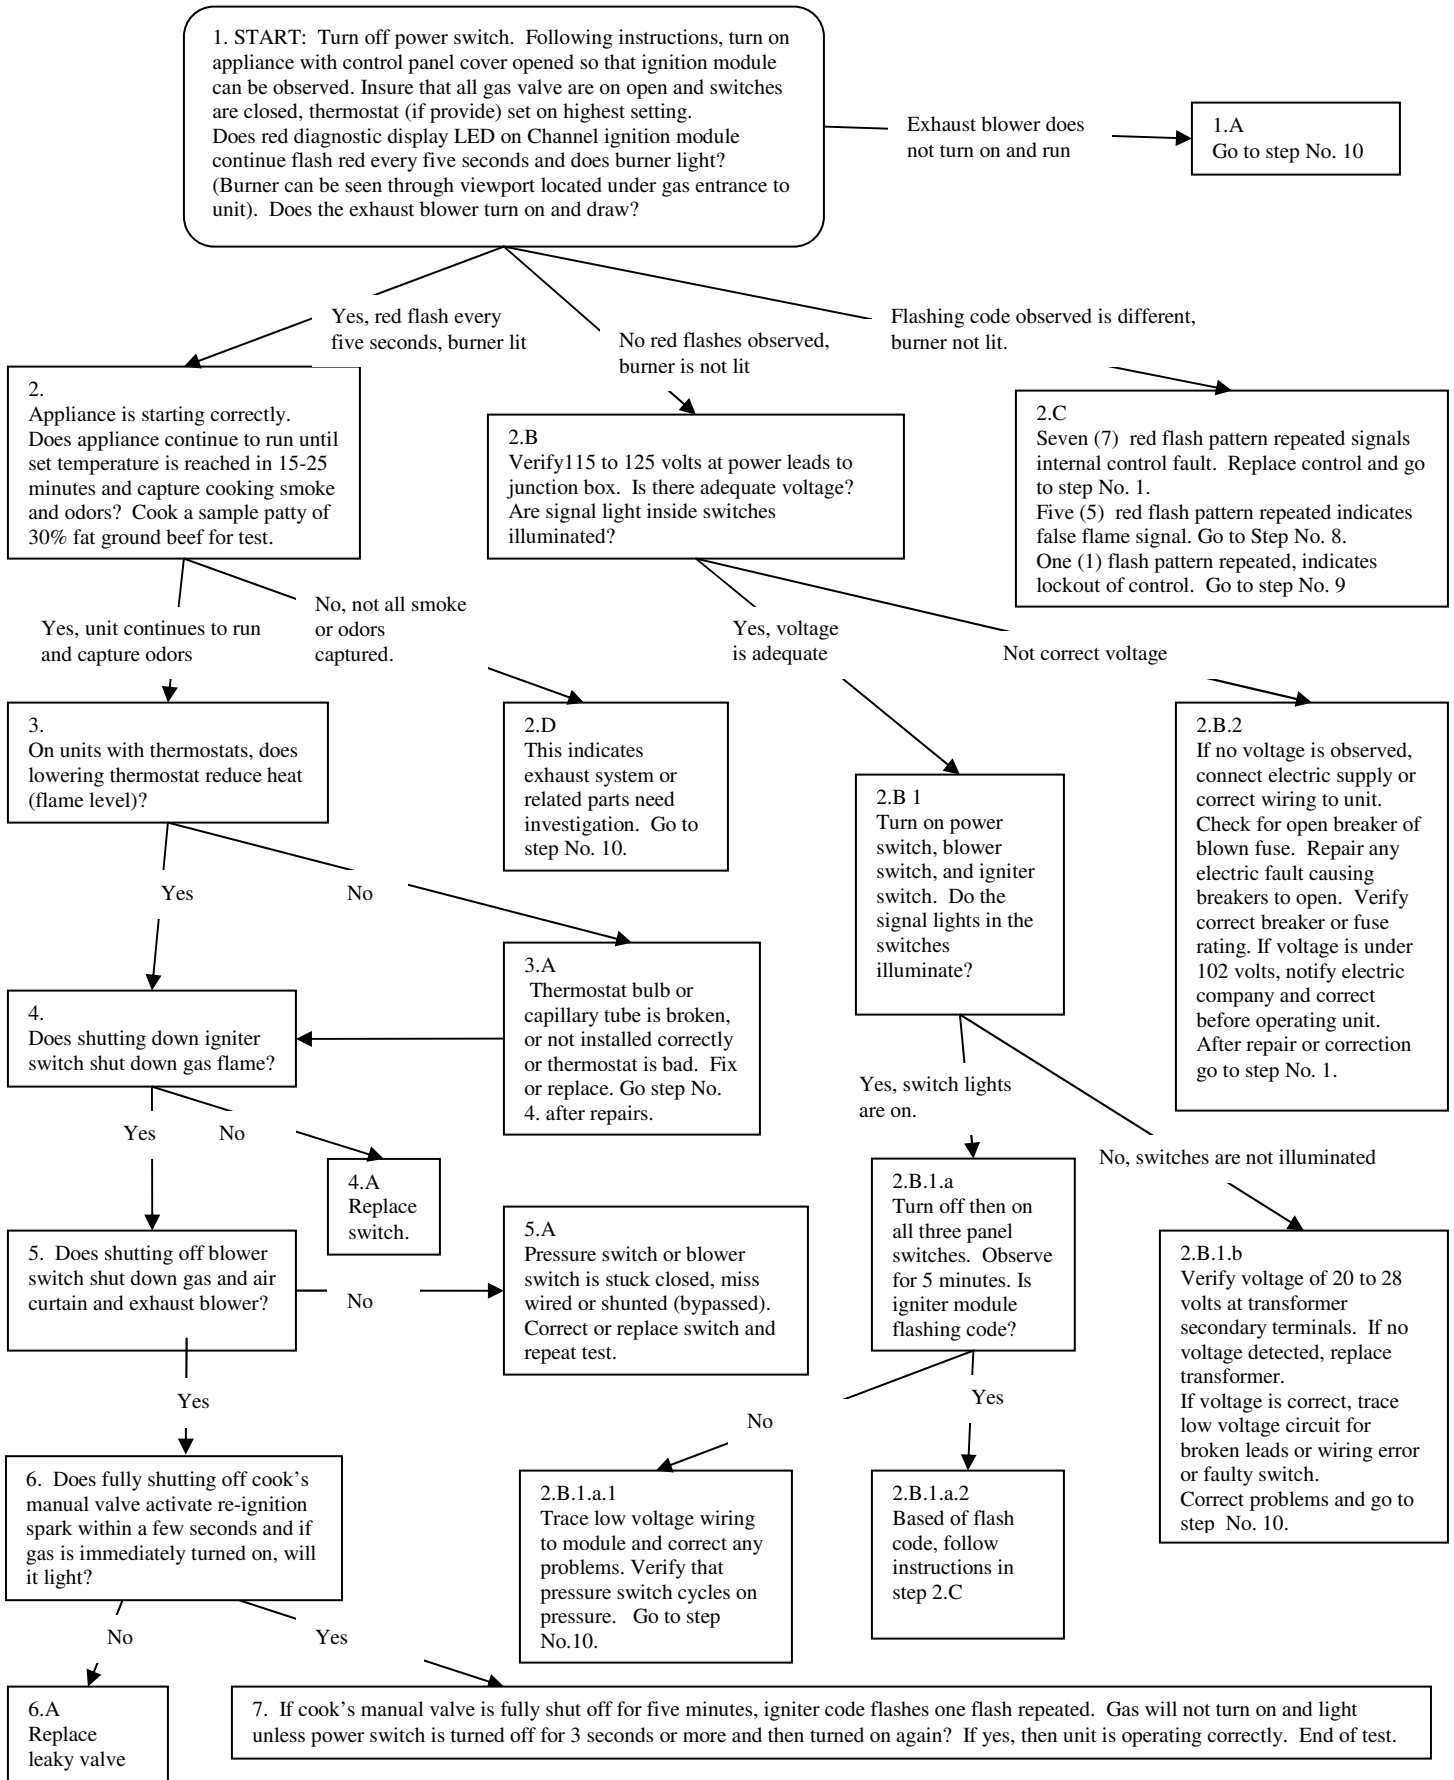 1. START: Turn off power switch. Following instructions, turn on
appliance with control panel cover opened so that ignition module
can be observed. Insure that all gas valve are on open and switches
are closed, thermostat (if provide) set on highest setting.
Does red diagnostic display LED on Channel ignition module
continue flash red every five seconds and does burner light?
(Burner can be seen through viewport located under gas entrance to
unit). Does the exhaust blower turn on and draw?
Exhaust blower does
not turn on and run
1.A
Go to step No. 10
Yes, red flash every
five seconds, burner lit
No red flashes observed,
burner is not lit
Flashing code observed is different,
burner not lit.
2.
Appliance is starting correctly.
Does appliance continue to run until
set temperature is reached in 15-25
minutes and capture cooking smoke
and odors? Cook a sample patty of
30% fat ground beef for test.
2.B
Verify115 to 125 volts at power leads to
junction box. Is there adequate voltage?
Are signal light inside switches
illuminated?
2.C
Seven (7) red flash pattern repeated signals
internal control fault. Replace control and go
to step No. 1.
Five (5) red flash pattern repeated indicates
false flame signal. Go to Step No. 8.
One (1) flash pattern repeated, indicates
lockout of control. Go to step No. 9
Yes, unit continues to run
and capture odors
No, not all smoke
or odors
captured.
Yes, voltage
is adequate
Not correct voltage
3.
On units with thermostats, does
lowering thermostat reduce heat
(flame level)?
2.D
This indicates
exhaust system or
related parts need
investigation. Go to
step No. 10.
2.B 1
Turn on power
switch, blower
switch, and igniter
switch. Do the
signal lights in the
switches
illuminate?
2.B.2
If no voltage is observed,
connect electric supply or
correct wiring to unit.
Check for open breaker of
blown fuse. Repair any
electric fault causing
breakers to open. Verify
correct breaker or fuse
rating. If voltage is under
102 volts, notify electric
company and correct
before operating unit.
After repair or correction
go to step No. 1.
Yes
No
3.A
Thermostat bulb or
capillary tube is broken,
or not installed correctly
or thermostat is bad. Fix
or replace. Go step No.
4. after repairs.
4.
Does shutting down igniter
switch shut down gas flame?
Yes
No
4.A
Replace
switch.
Yes, switch lights
are on.
No, switches are not illuminated
2.B.1.a
Turn off then on
all three panel
switches. Observe
for 5 minutes. Is
igniter module
flashing code?
2.B.1.b
Verify voltage of 20 to 28
volts at transformer
secondary terminals. If no
voltage detected, replace
transformer.
If voltage is correct, trace
low voltage circuit for
broken leads or wiring error
or faulty switch.
Correct problems and go to
step No. 10.
5. Does shutting off blower
switch shut down gas and air
curtain and exhaust blower?
No
5.A
Pressure switch or blower
switch is stuck closed, miss
wired or shunted (bypassed).
Correct or replace switch and
repeat test.
Yes
No
Yes
6. Does fully shutting off cook's
manual valve activate re-ignition
spark within a few seconds and if
gas is immediately turned on, will
it light?
2.B.1.a.1
Trace low voltage wiring
to module and correct any
problems. Verify that
pressure switch cycles on
pressure. Go to step
No.10.
2.B.1.a.2
Based of flash
code, follow
instructions in
step 2.C
No
Yes
6.A
Replace
leaky valve
7. If cook's manual valve is fully shut off for five minutes, igniter code flashes one flash repeated. Gas will not turn on and light
unless power switch is turned off for 3 seconds or more and then turned on again? If yes, then unit is operating correctly. End of test.